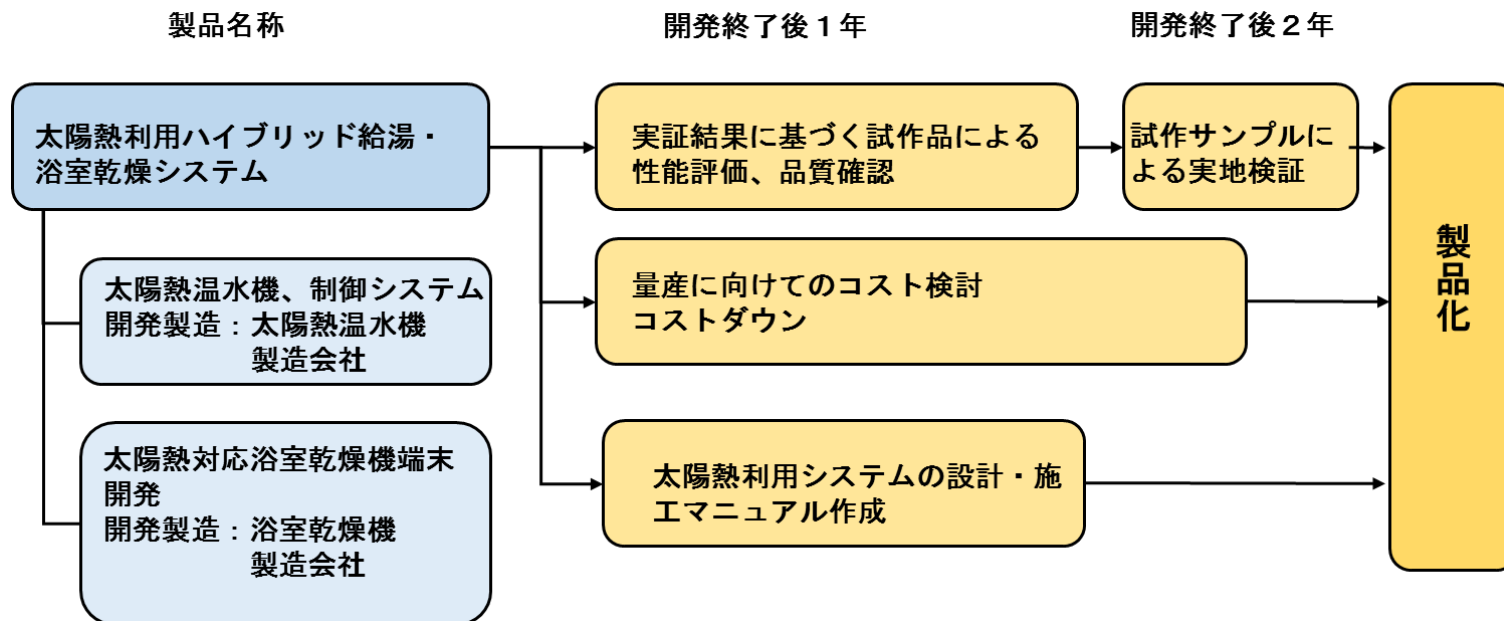 製品名称
開発終了後１年
開発終了後２年
太陽熱利用ハイブリッド給湯・
浴室乾燥システム
実証結果に基づく試作品による
性能評価、品質確認
試作サンプルに
よる実地検証
製品化
太陽熱温水機、制御システム
開発製造：太陽熱温水機
製造会社
量産に向けてのコスト検討
コストダウン
太陽熱対応浴室乾燥機端末
開発
開発製造：浴室乾燥機
製造会社
太陽熱利用システムの設計・施
工マニュアル作成